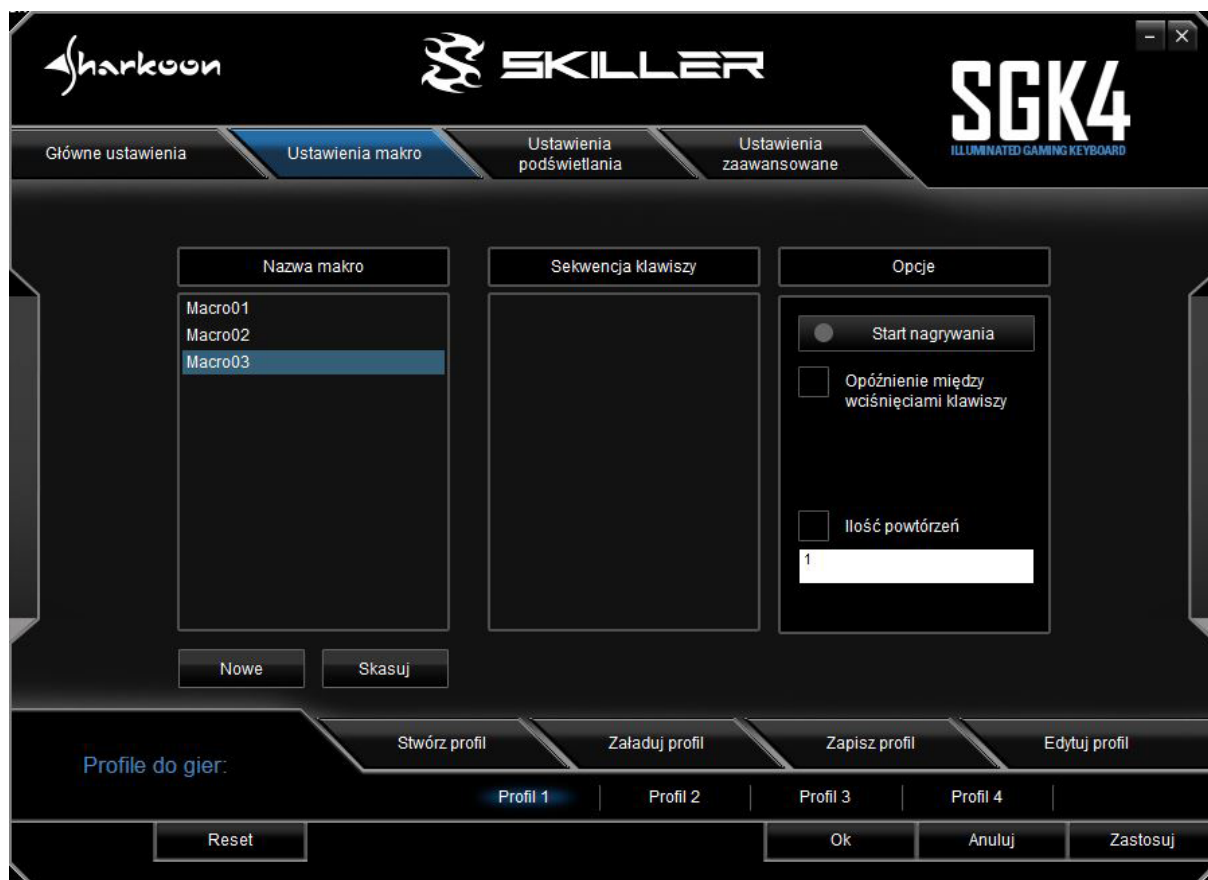 Sharkoon
SKILLER
SGK4
ILLUMINATED GAMING KEYBOARD
Główne ustawienia
Ustawienia makro
Ustawienia
podświetlania
Ustawienia
zaawansowane
Nazwa makro
Sekwencja klawiszy
Opcje
Macro01
Macro02
Macro03
Start nagrywania
Opóźnienie między
wciśnięciami klawiszy
Ilość powtórzeń
1
Nowe
Skasuj
Profile do gier:
Stwórz profil
Załaduj profil
Zapisz profil
Edytuj profil
Profil 1
Profil 2
Profil 3
Profil 4
Reset
Ok
Anuluj
Zastosuj